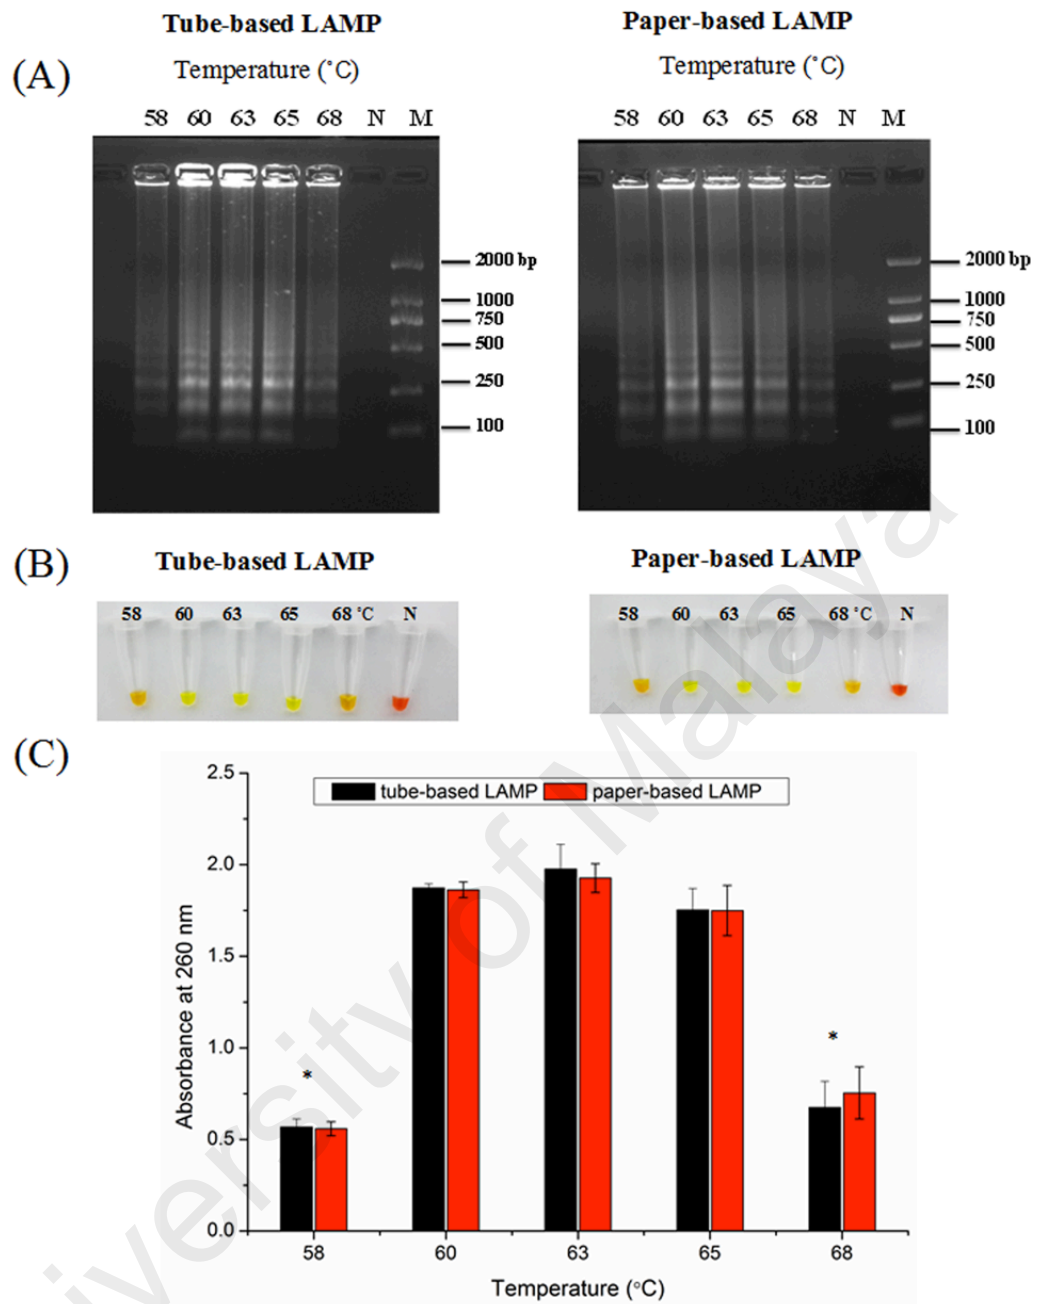 Tube-based LAMP
Paper-based LAMP
(A)
Temperature (˚C)
Temperature (˚C)
58 60 63 65 68 N M
58 60 63 65 68 N M
2000 bp
1000
750
500
250
100
2000 bp
1000
750
500
250
100
(B)
Tube-based LAMP
Paper-based LAMP
58 60 63 65 68 ˚C N
58 60 63 65 68 ˚C N
(C)
tube-based LAMP paper-based LAMP
Absorbance at 260 nm
2.5
2.0
1.5
1.0
0.5
0.0
*
*
58 60 63 65 68
Temperature (°C)
iversity of Malaya